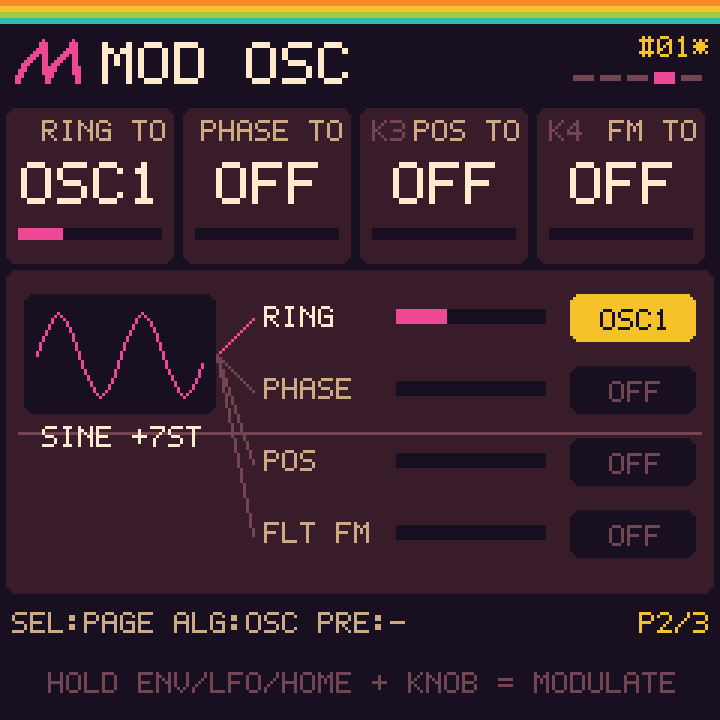 MOD OSC #01*
RING TO PHASE TO K3 POS TO K4 FM TO
OSC1 OFF OFF OFF
RING OSC1
PHASE OFF
SINE +7ST
POS OFF
FLT FM OFF
SEL:PAGE ALG:OSC PRE:- P2/3
HOLD ENV/LFO/HOME + KNOB = MODULATE